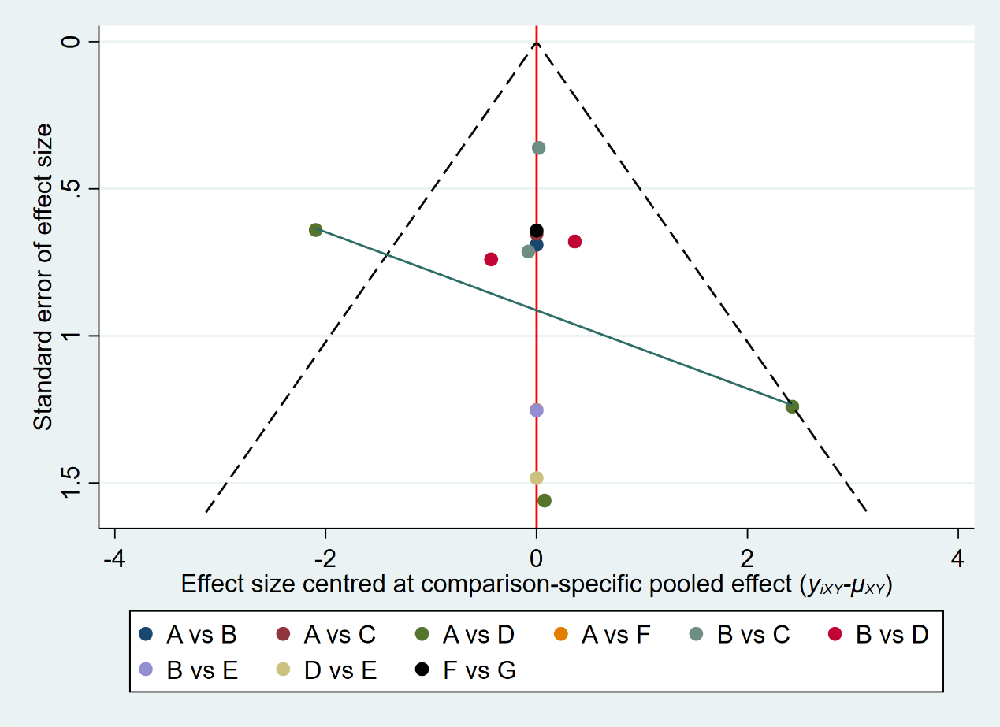 0
.5
1
1.5
Standard error of effect size
-4 -2 0 2 4
Effect size centred at comparison-specific pooled effect (yiXY-μXY)
A vs B A vs C A vs D A vs F B vs C B vs D
B vs E D vs E F vs G